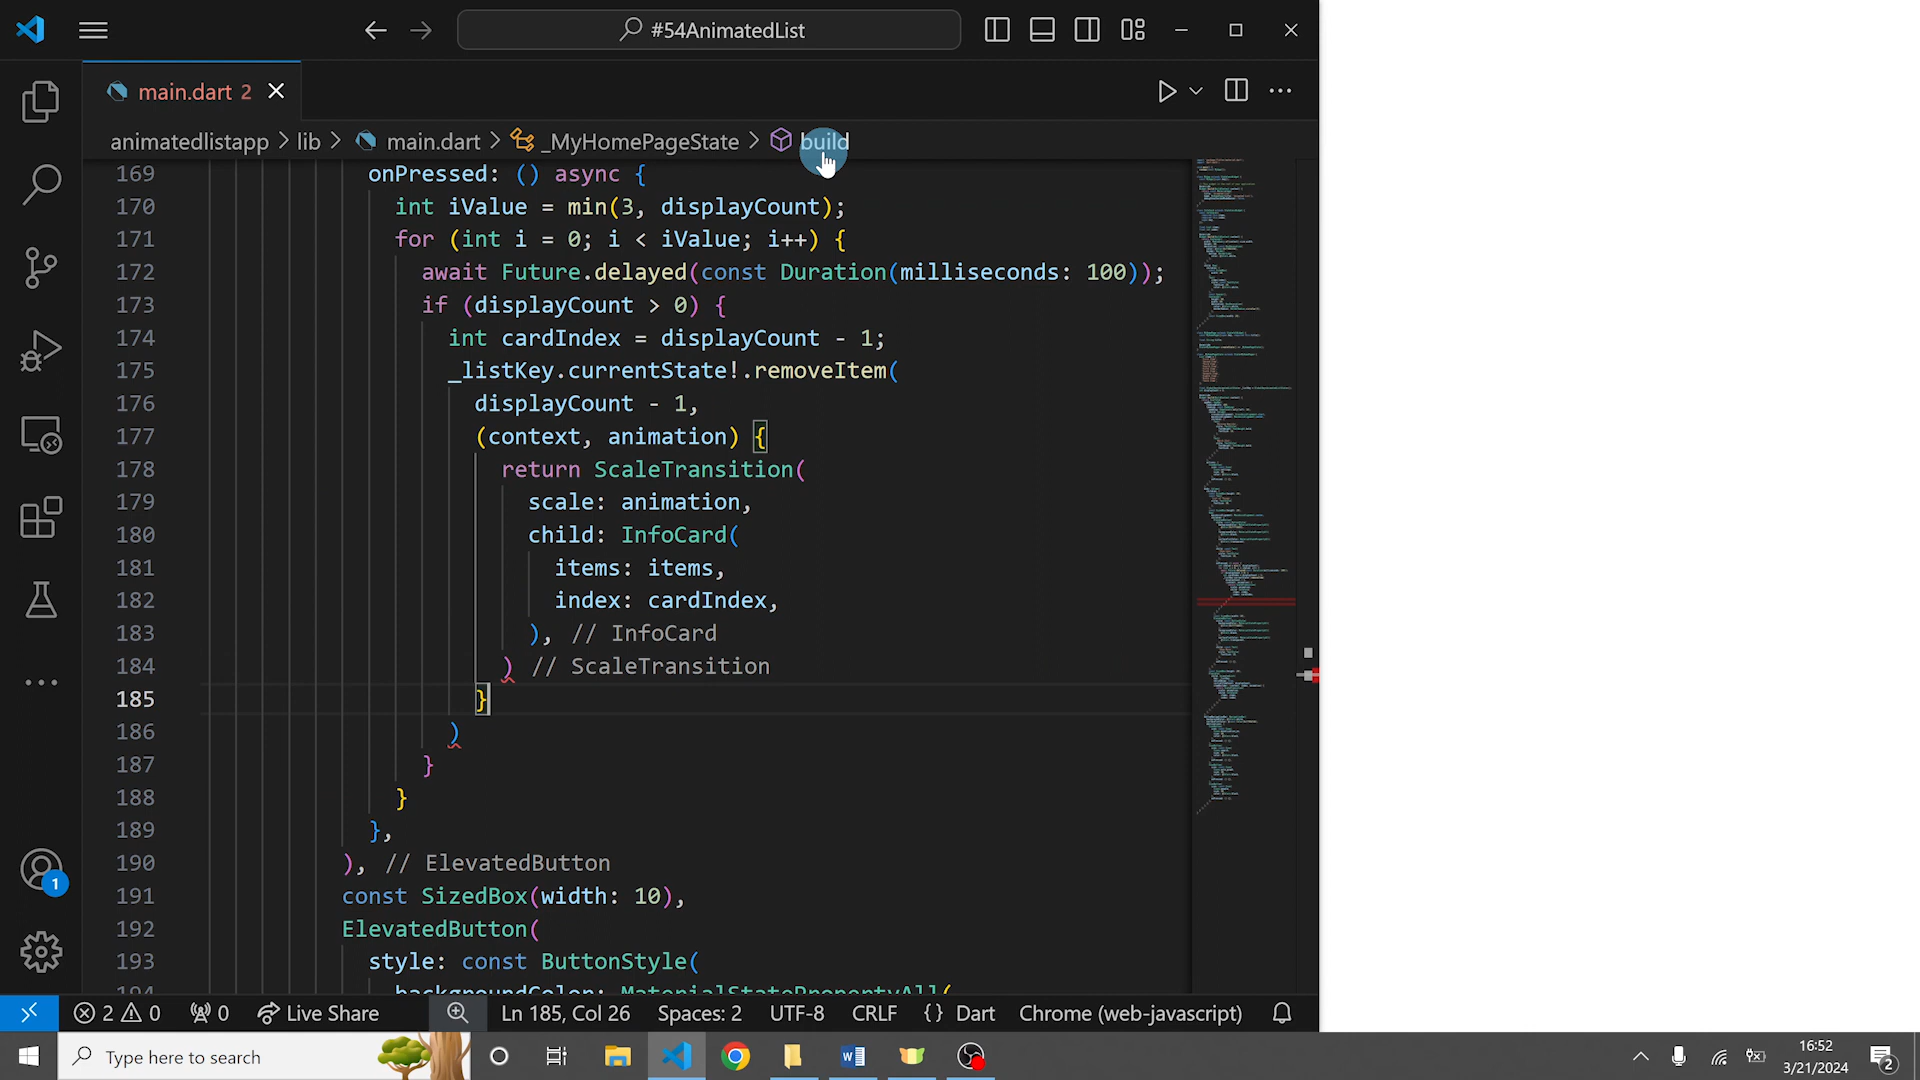 #54AnimatedList
main.dart 2
animatedlistapp > lib > main.dart > _MyHomePageState > build
169 onPressed: () async {
170 int iValue = min(3, displayCount);
171 for (int i = 0; i < iValue; i++) {
172 await Future.delayed(const Duration(milliseconds: 100));
173 if (displayCount > 0) {
174 int cardIndex = displayCount - 1;
175 _listKey.currentState!.removeItem(
176 displayCount - 1,
177 (context, animation) {
178 return ScaleTransition(
179 scale: animation,
180 child: InfoCard(
181 items: items,
182 index: cardIndex,
183 ), // InfoCard
184 ) // ScaleTransition
185 }
186 )
187 }
188 }
189 },
190 ), // ElevatedButton
191 const SizedBox(width: 10),
192 ElevatedButton(
193 style: const ButtonStyle(
194 backgroundColor: MaterialStatePropertyAll(
1
2 0 0 Live Share Ln 185, Col 26 Spaces: 2 UTF-8 CRLF {} Dart Chrome (web-javascript)
Type here to search
16:52
3/21/2024
2